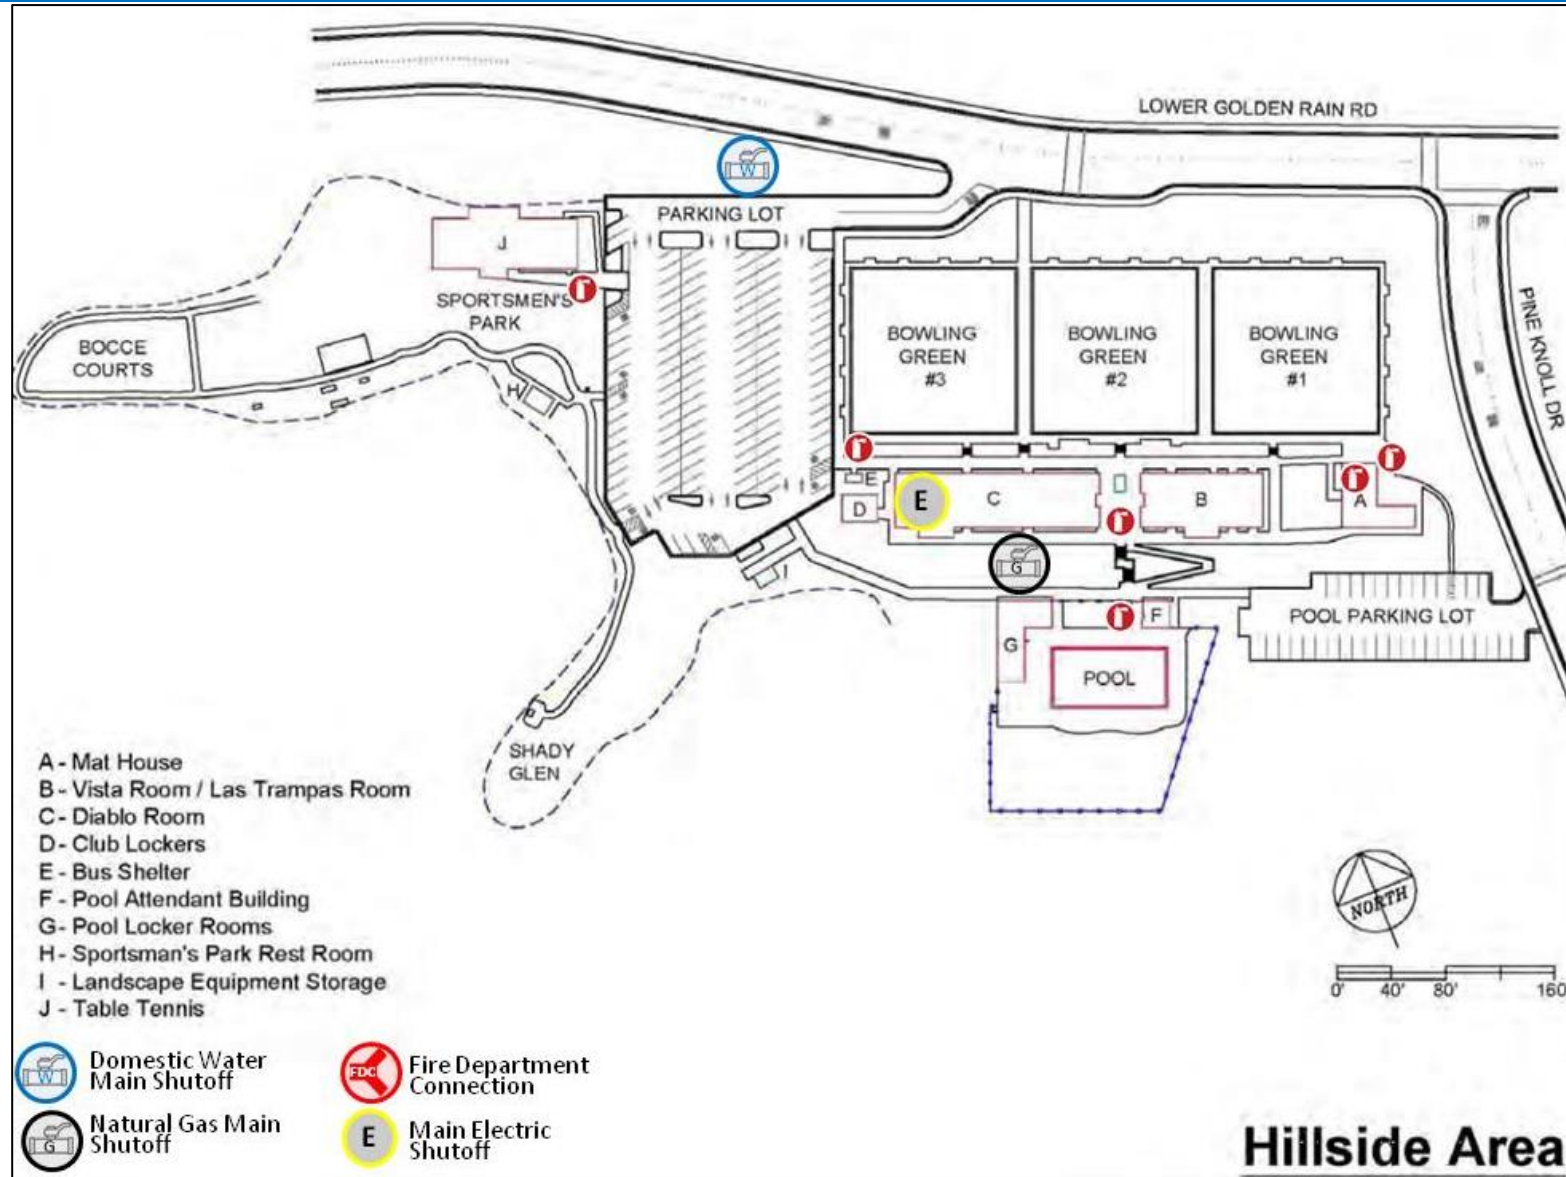 LOWER GOLDEN RAIN RD
W
PARKING LOT
J
SPORTSMEN'S
PARK
BOCCE
COURTS
H
BOWLING
GREEN
#3
BOWLING
GREEN
#2
BOWLING
GREEN
#1
PINE KNOLL DR
E
D
E
C
B
A
G
I
F
G
POOL
POOL PARKING LOT
SHADY
GLEN
A - Mat House
B - Vista Room / Las Trampas Room
C - Diablo Room
D - Club Lockers
E - Bus Shelter
F - Pool Attendant Building
G- Pool Locker Rooms
H - Sportsman's Park Rest Room
I - Landscape Equipment Storage
J - Table Tennis
NORTH
0' 40' 80' 160
W
Domestic Water
Main Shutoff
FDC
Fire Department
Connection
G
Natural Gas Main
Shutoff
E
Main Electric
Shutoff
Hillside Area